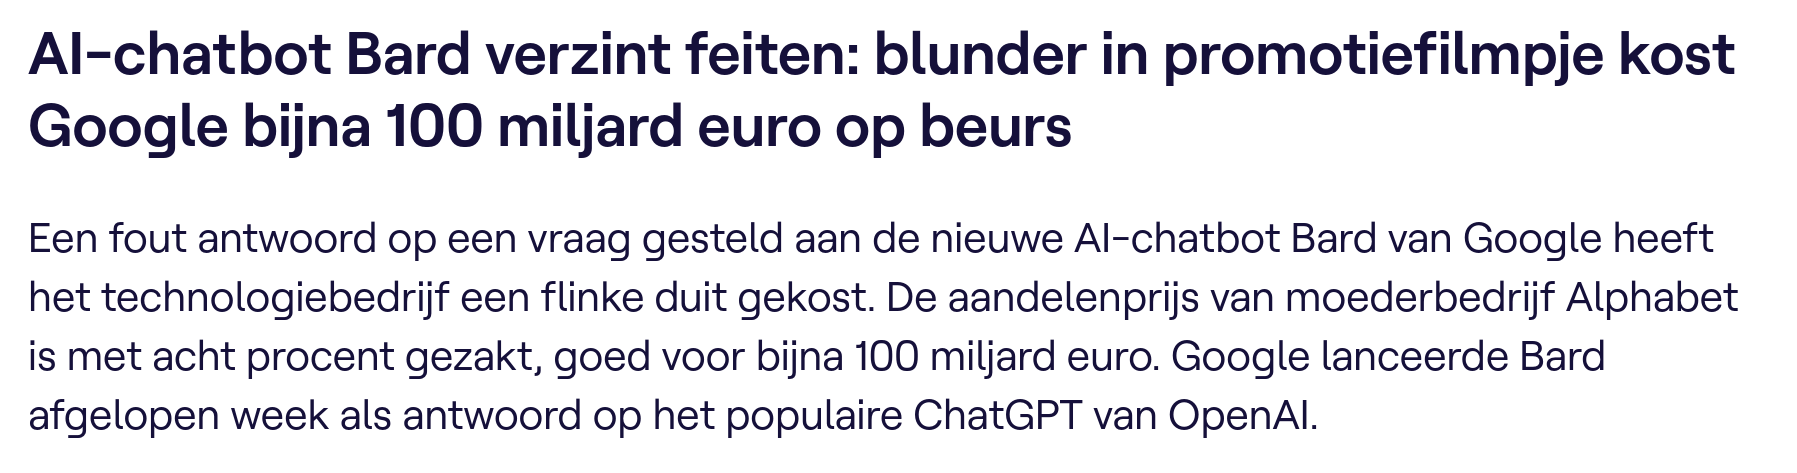 AI-chatbot Bard verzint feiten: blunder in promotiefilmpje kost
Google bijna 100 miljard euro op beurs
Een fout antwoord op een vraag gesteld aan de nieuwe AI-chatbot Bard van Google heeft
het technologiebedrijf een flinke duit gekost. De aandelenprijs van moederbedrijf Alphabet
is met acht procent gezakt, goed voor bijna 100 miljard euro. Google lanceerde Bard
afgelopen week als antwoord op het populaire ChatGPT van OpenAI.